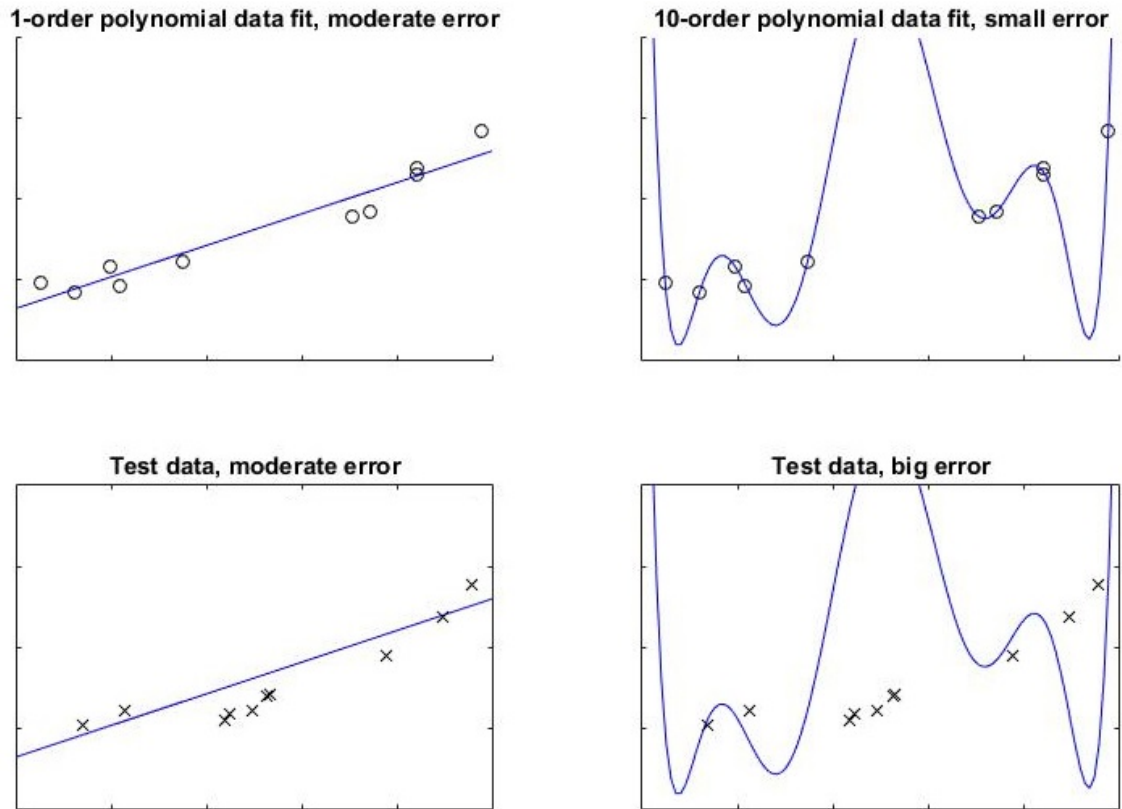 1-order polynomial data fit, moderate error
10-order polynomial data fit, small error
Test data, moderate error
Test data, big error